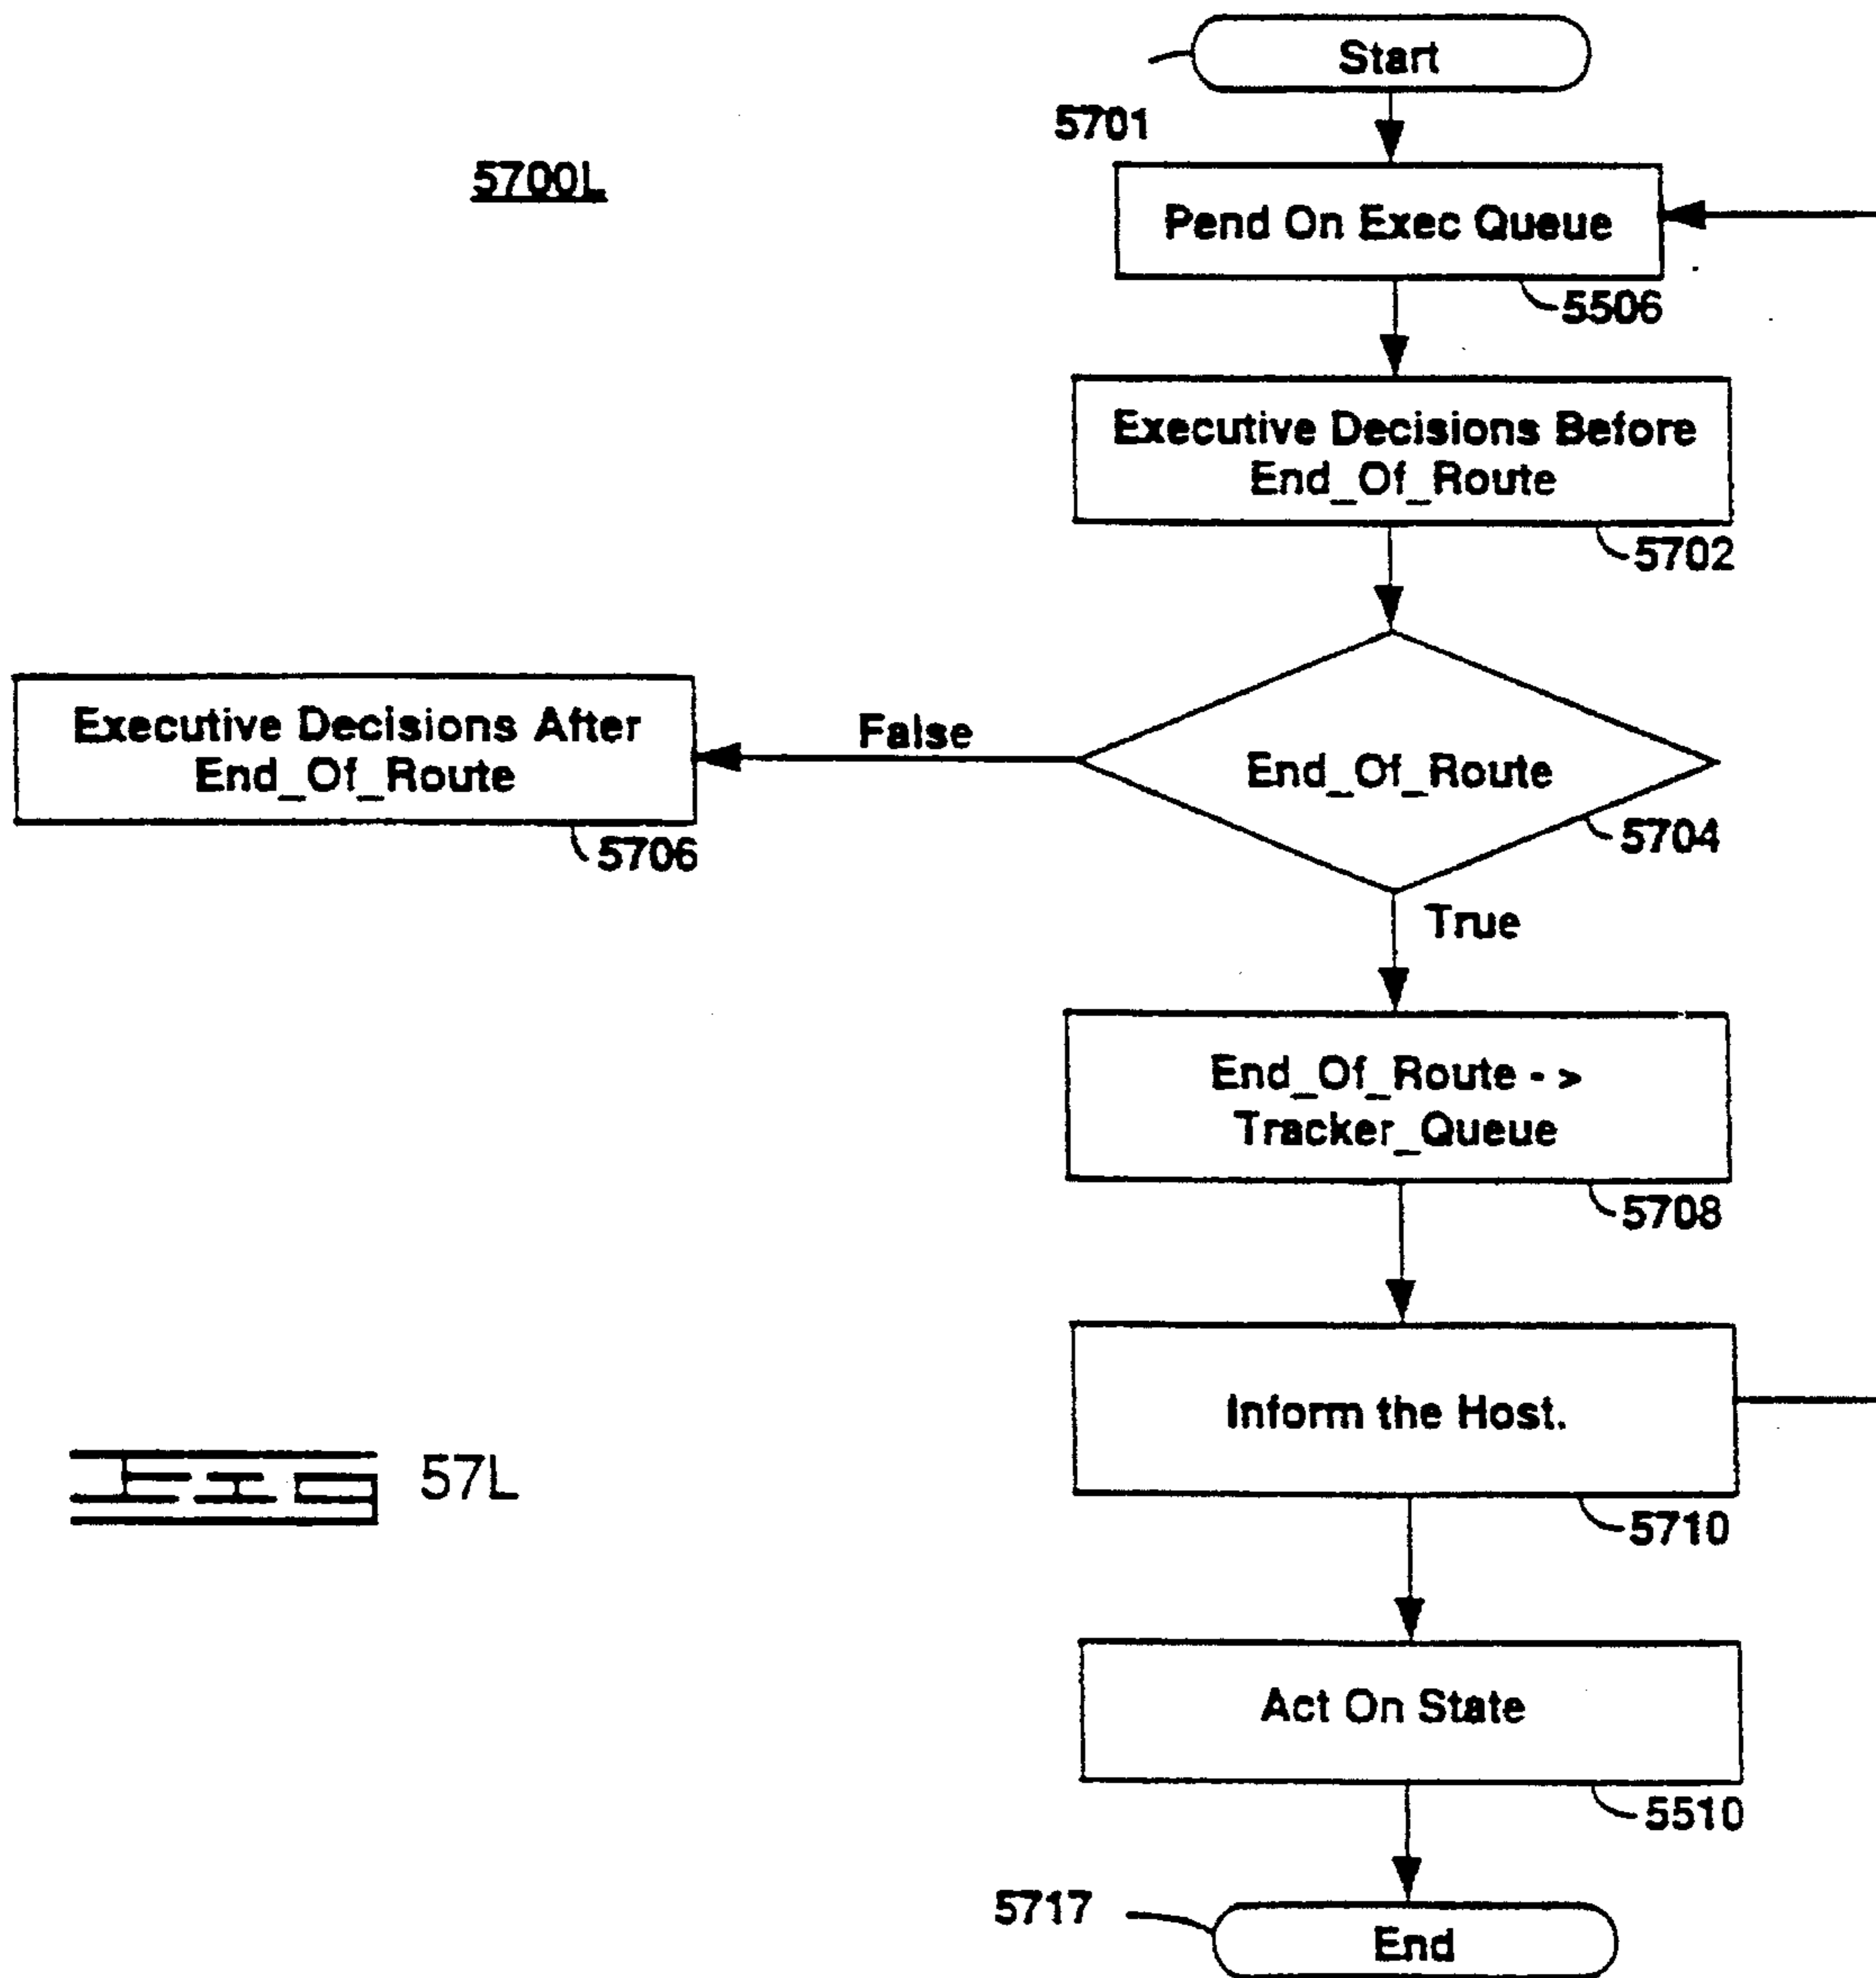 Start
5701
5700L
Pend On Exec Queue
5506
Executive Decisions Before
End_Of_Route
5702
Executive Decisions After
End_Of_Route
5706
False
End_Of_Route
5704
True
End_Of_Route - >
Tracker_Queue
5708
Inform the Host.
5710
FIG 57L
Act On State
5510
5717
End